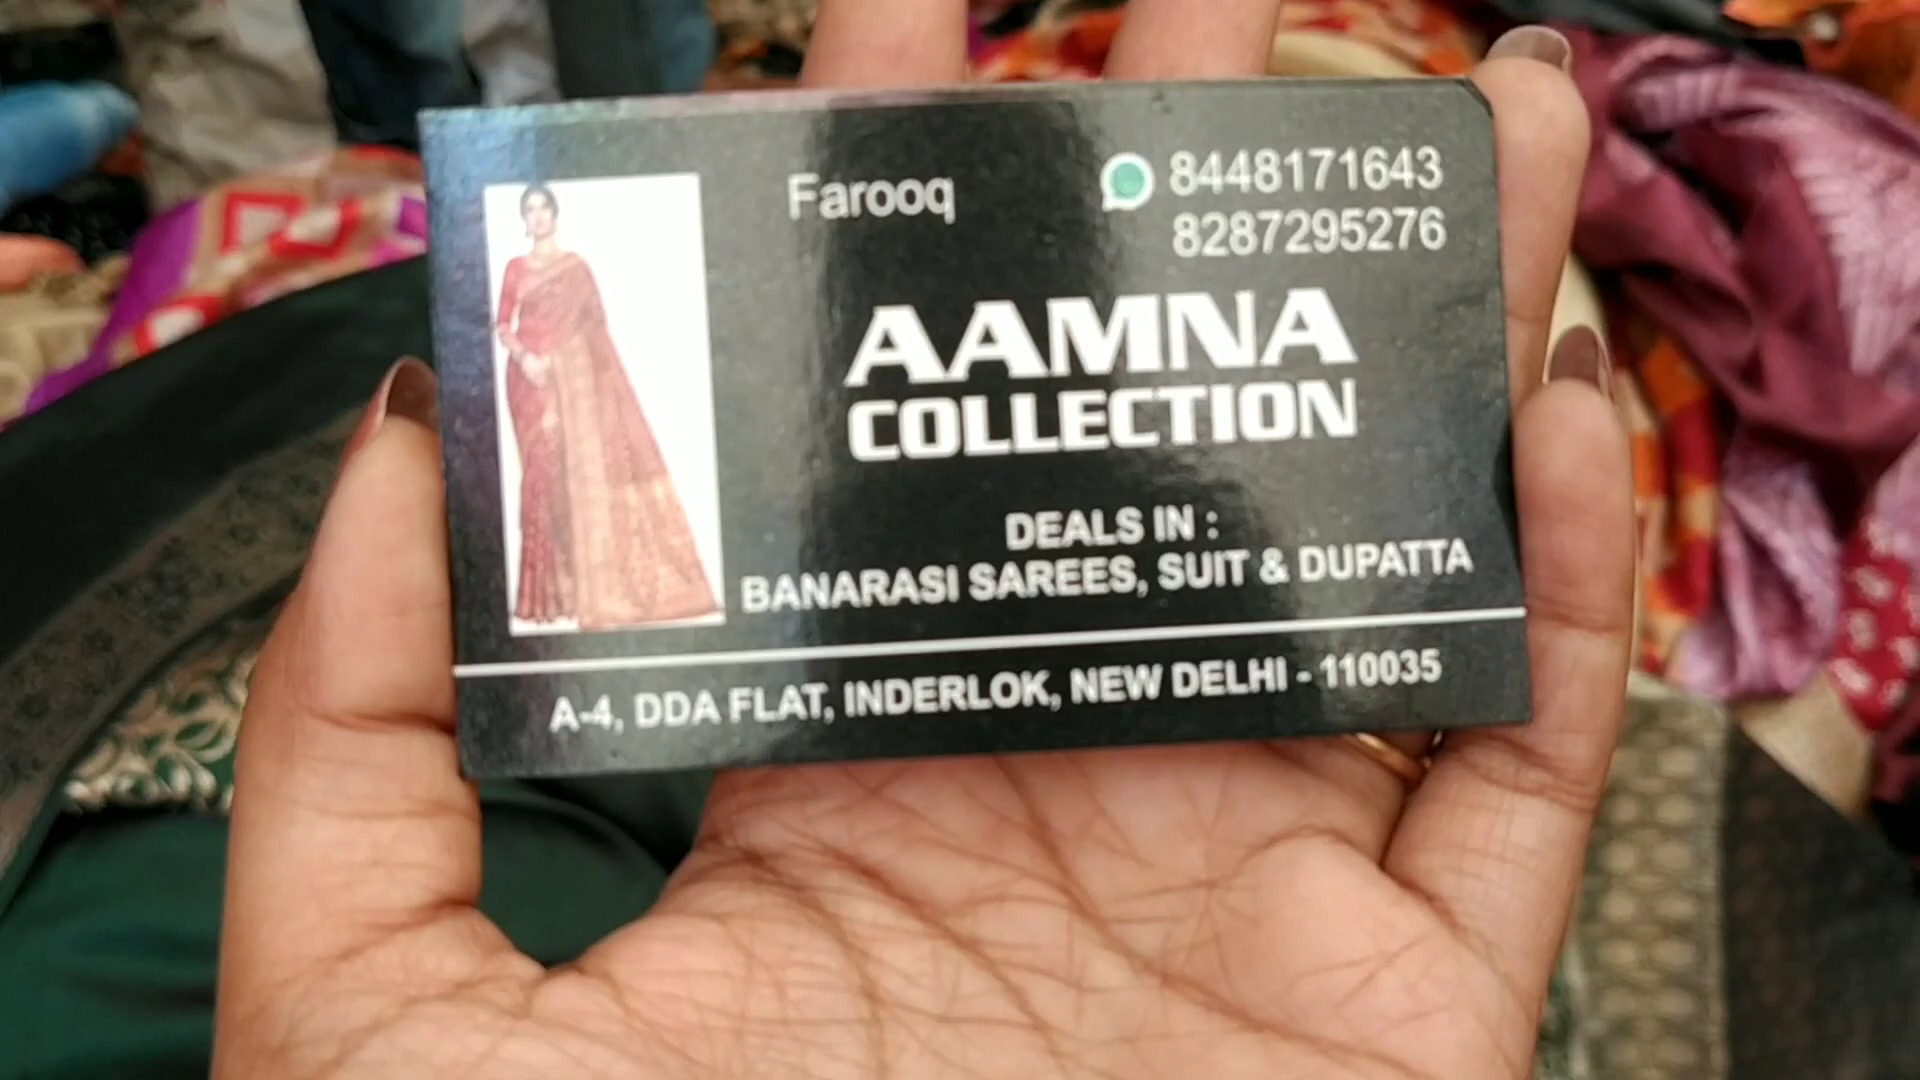 Farooq
8448171643
8287295276
AAMNA
COLLECTION
DEALS IN :
BANARASI SAREES, SUIT & DUPATTA
A-4, DDA FLAT, INDERLOK, NEW DELHI - 110035